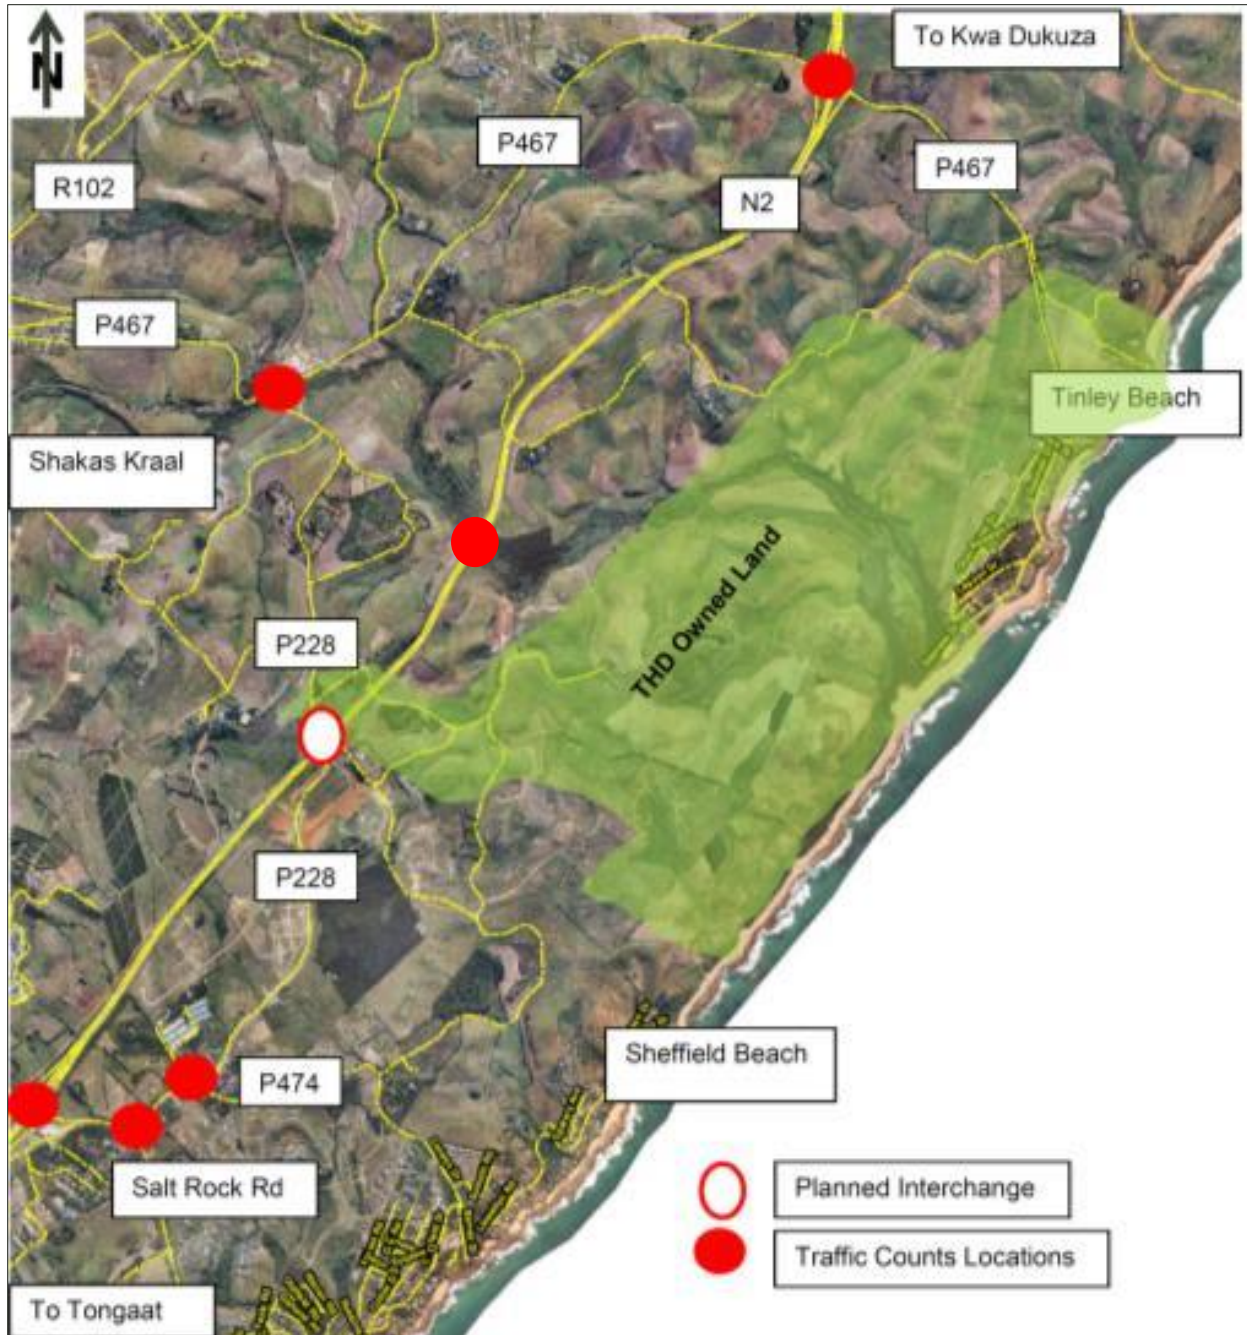 N
To Kwa Dukuza
P467
P467
R102
N2
P467
Tinley Beach
Shakas Kraal
THD Owned Land
P228
P228
Sheffield Beach
P474
Salt Rock Rd
Planned Interchange
Traffic Counts Locations
To Tongaat